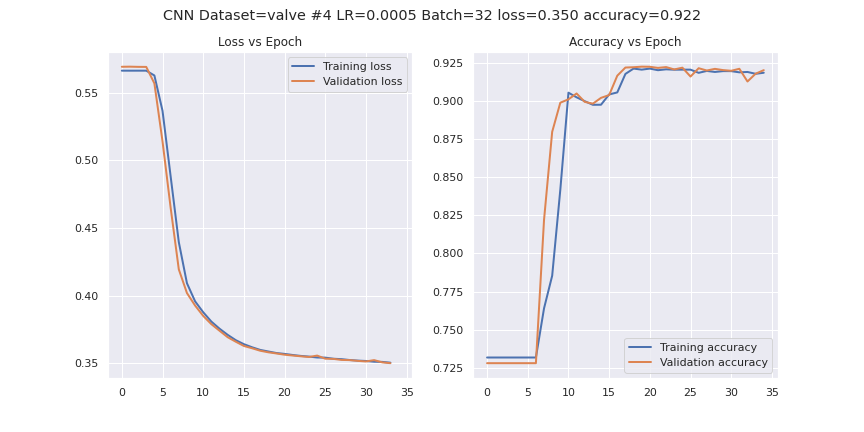 CNN Dataset=valve #4 LR=0.0005 Batch=32 loss=0.350 accuracy=0.922
Loss vs Epoch
Training loss
Validation loss
0.55
0.50
0.45
0.40
0.35
0 5 10 15 20 25 30 35
Accuracy vs Epoch
0.925
0.900
0.875
0.850
0.825
0.800
0.775
0.750
0.725
Training accuracy
Validation accuracy
0 5 10 15 20 25 30 35